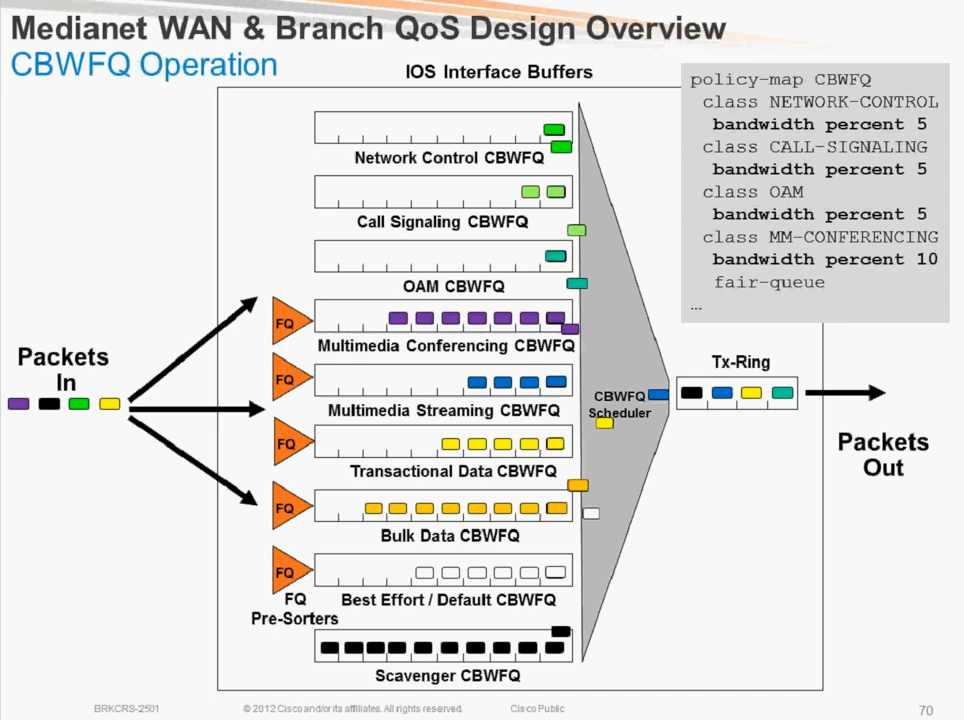 Medianet WAN & Branch QoS Design Overview
CBWFQ Operation
IOS Interface Buffers
policy-map CBWFQ
class NETWORK-CONTROL
bandwidth percent 5
class CALL-SIGNALING
bandwidth percent 5
class OAM
bandwidth percent 5
class MM-CONFERENCING
bandwidth percent 10
fair-queue
…
Network Control CBWFQ
Call Signaling CBWFQ
OAM CBWFQ
FQ
Multimedia Conferencing CBWFQ
Packets
In
FQ
Multimedia Streaming CBWFQ
FQ
Transactional Data CBWFQ
FQ
Bulk Data CBWFQ
FQ
Best Effort / Default CBWFQ
FQ
Pre-Sorters
Scavenger CBWFQ
CBWFQ
Scheduler
Tx-Ring
Packets
Out
BRKCRS-2501
© 2012 Cisco and/or its affiliates. All rights reserved.
Cisco Public
70